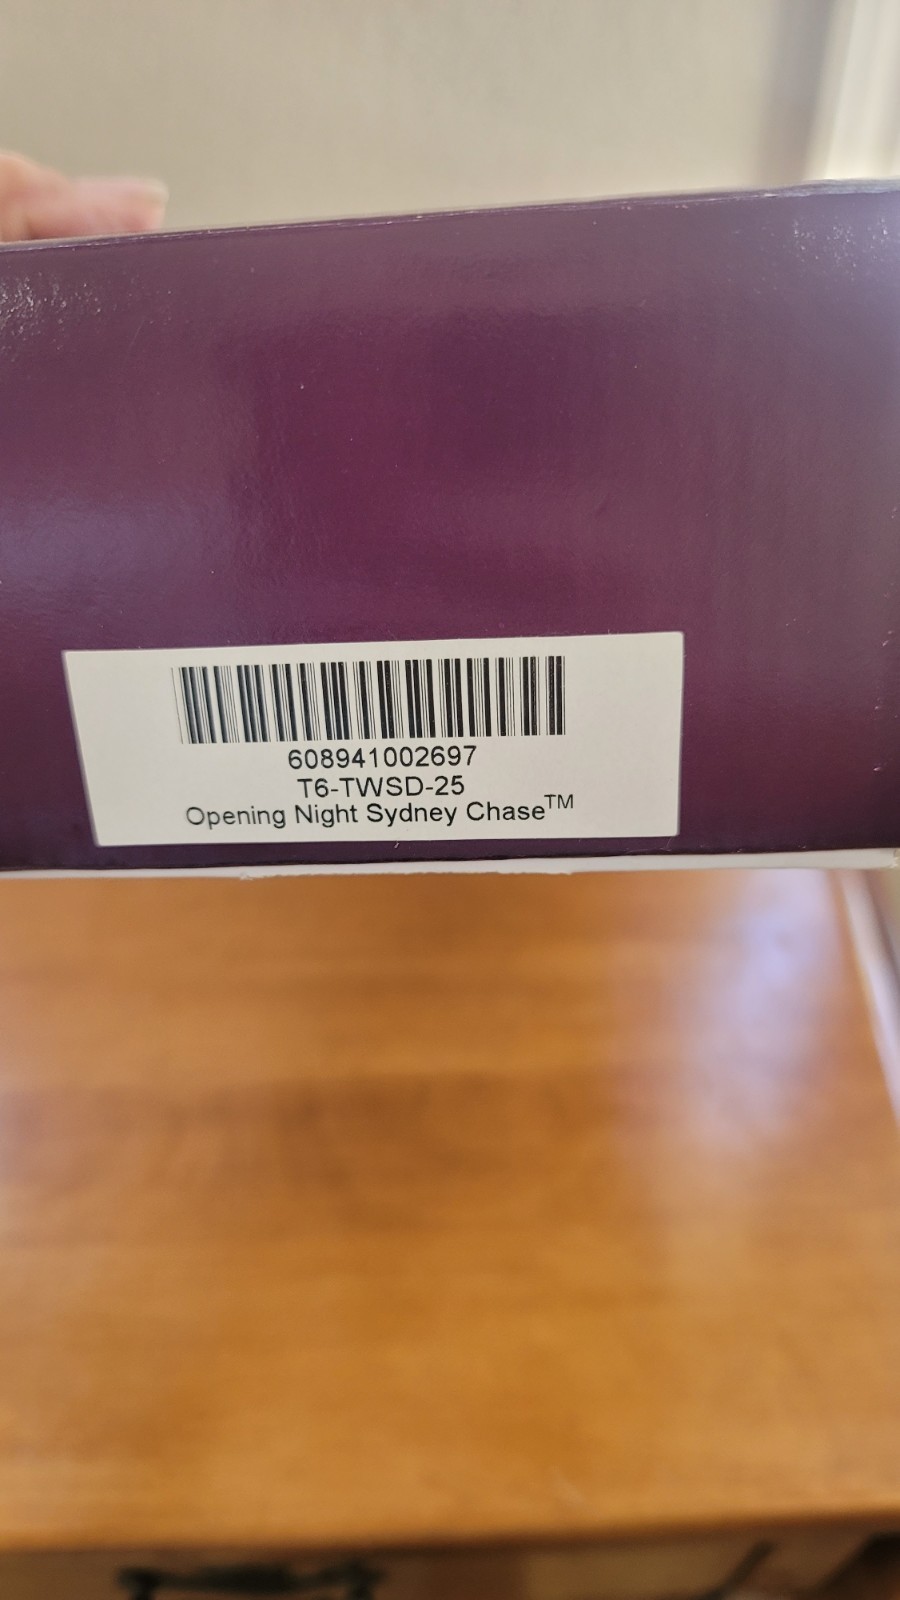 608941002697
T6-TWSD-25
Opening Night Sydney Chase™